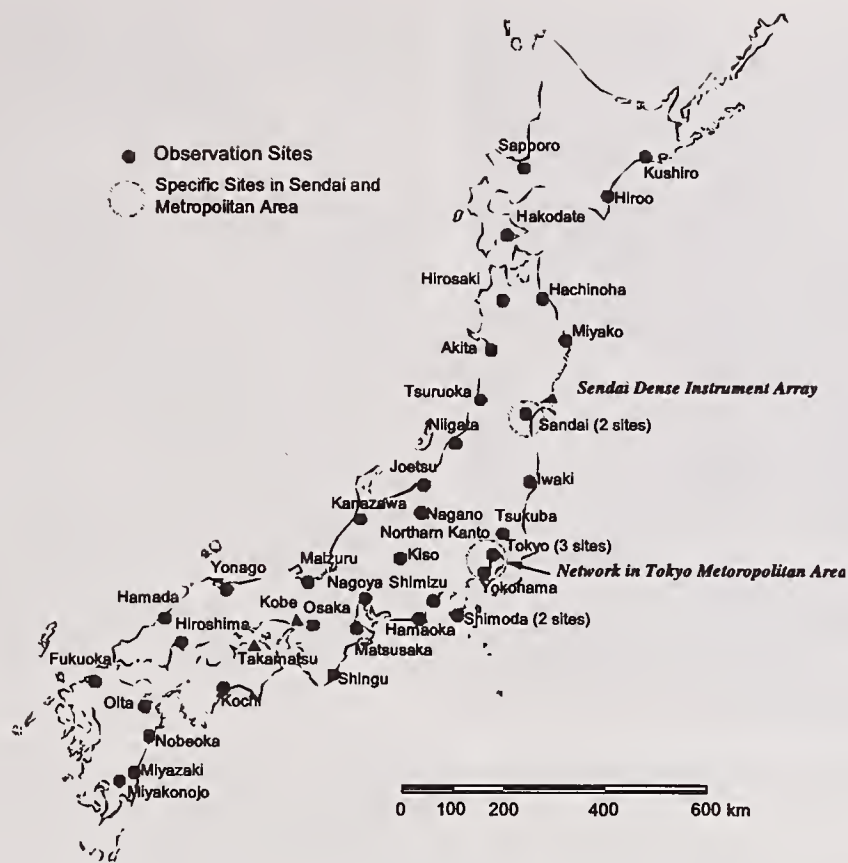 Observation Sites
Specific Sites in Sendai and
Metropolitan Area
Sapporo
Kushiro
Hiroo
Hakodate
Hirosaki
Hachinoha
Miyako
Akita
Tsuruoka
Sendai Dense Instrument Array
Sandai (2 sites)
Niigata
Joetsu
Iwaki
Kanazawa
Nagano
Tsukuba
Northern Kanto
Tokyo (3 sites)
Kiso
Network in Tokyo Metoropolitan Area
Yokohama
Maizuru
Yonago
Nagoya
Shimizu
Hamada
Kobe
Osaka
Hamaoka
Shimoda (2 sites)
Hiroshima
Matsusaka
Takamatsu
Fukuoka
Shingu
Kochi
Oita
Nobeoka
Miyazaki
Miyakonojo
0 100 200 400 600 km